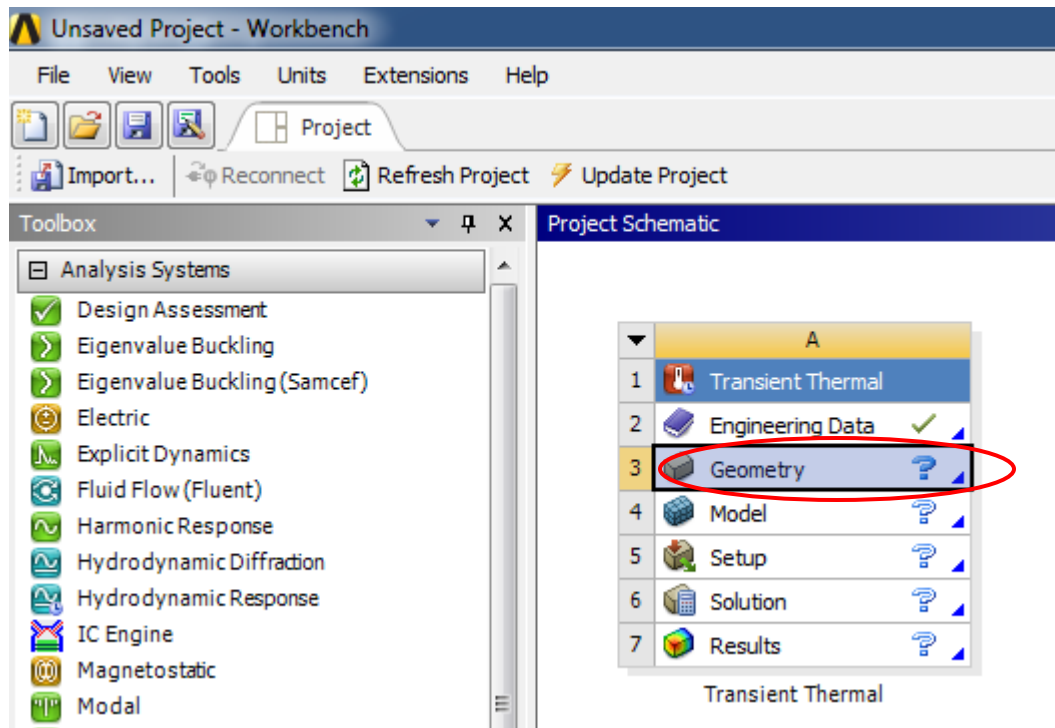 Unsaved Project - Workbench
File View Tools Units Extensions Help
Project
Import... Reconnect Refresh Project Update Project
Toolbox
Analysis Systems
Design Assessment
Eigenvalue Buckling
Eigenvalue Buckling (Samcef)
Electric
Explicit Dynamics
Fluid Flow (Fluent)
Harmonic Response
Hydrodynamic Diffraction
Hydrodynamic Response
IC Engine
Magnetostatic
Modal
Project Schematic
A
1 Transient Thermal
2 Engineering Data
3 Geometry ?
4 Model ?
5 Setup ?
6 Solution ?
7 Results ?
Transient Thermal